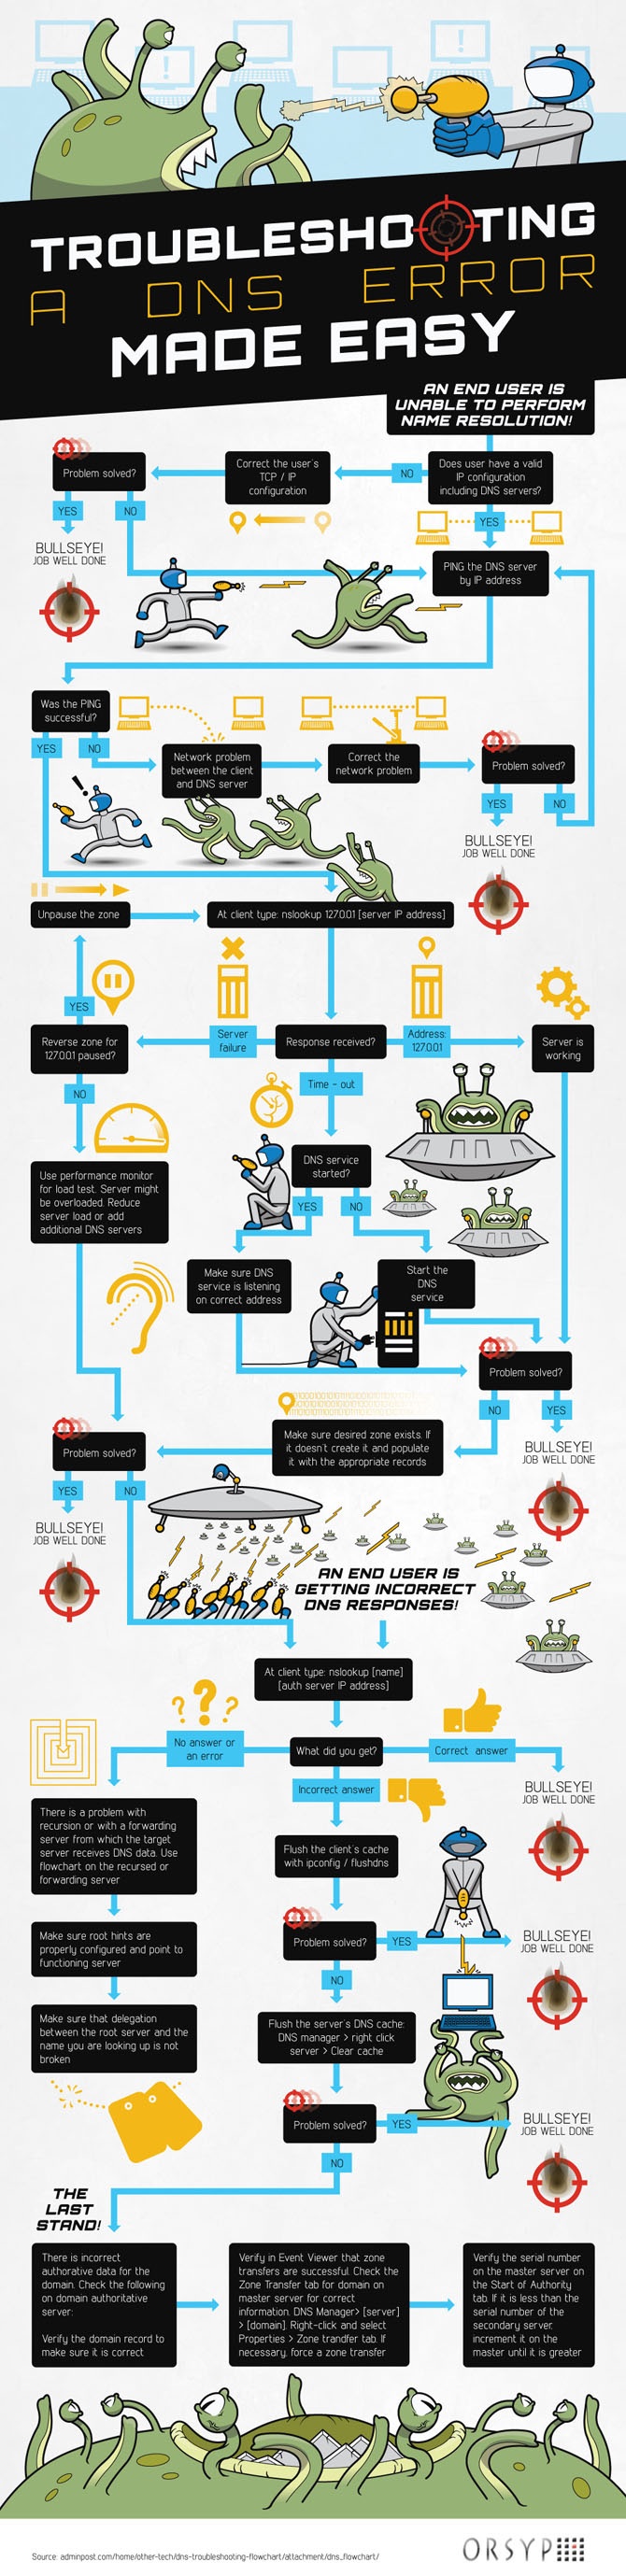 TROUBLESHOOTING
A DNS ERROR
MADE EASY
AN END USER IS
UNABLE TO PERFORM
NAME RESOLUTION!
Does user have a valid
IP configuration
including DNS servers?
NO
Correct the user's
TCP / IP
configuration
Problem solved?
YES
NO
BULLSEYE!
JOB WELL DONE
YES
PING the DNS server
by IP address
Was the PING
successful?
YES
NO
Network problem
between the client
and DNS server
Correct the
network problem
Problem solved?
YES
NO
BULLSEYE!
JOB WELL DONE
Unpause the zone
At client type: nslookup 127.0.0.1 [server IP address]
YES
Reverse zone for
127.0.0.1 paused?
Server
failure
Response received?
Address:
127.0.0.1
Server is
working
NO
Time - out
Use performance monitor
for load test. Server might
be overloaded. Reduce
server load or add
additional DNS servers
DNS service
started?
YES
NO
Make sure DNS
service is listening
on correct address
Start the
DNS
service
Problem solved?
NO
YES
BULLSEYE!
JOB WELL DONE
Make sure desired zone exists. If
it doesn't create it and populate
it with the appropriate records
Problem solved?
YES
NO
BULLSEYE!
JOB WELL DONE
AN END USER IS
GETTING INCORRECT
DNS RESPONSES!
At client type: nslookup [name]
[auth server IP address]
No answer or
an error
What did you get?
Correct answer
BULLSEYE!
JOB WELL DONE
Incorrect answer
There is a problem with
recursion or with a forwarding
server from which the target
server receives DNS data. Use
flowchart on the recursed or
forwarding server
Make sure root hints are
properly configured and point to
functioning server
Make sure that delegation
between the root server and the
name you are looking up is not
broken
Flush the client's cache
with ipconfig / flushdns
Problem solved?
YES
BULLSEYE!
JOB WELL DONE
NO
Flush the server's DNS cache:
DNS manager > right click
server > Clear cache
Problem solved?
YES
BULLSEYE!
JOB WELL DONE
NO
THE
LAST
STAND!
There is incorrect
authorative data for the
domain. Check the following
on domain authoritative
server:
Verify the domain record to
make sure it is correct
Verify in Event Viewer that zone
transfers are successful. Check the
Zone Transfer tab for domain on
master server for correct
information. DNS Manager> [server]
> [domain]. Right-click and select
Properties > Zone trandfer tab. If
necessary, force a zone transfer
Verify the serial number
on the master server on
the Start of Authority
tab. If it is less than the
serial number of the
secondary server,
increment it on the
master until it is greater
Source: adminpost.com/home/other-tech/dns-troubleshooting-flowchart/attachment/dns_flowchart/
ORSYP